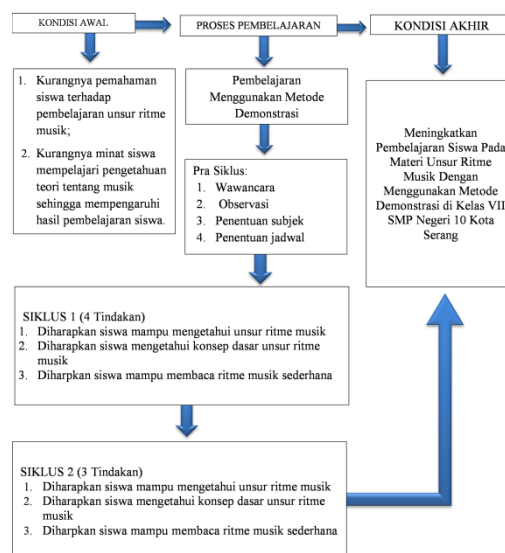 KONDISI AWAL
PROSES PEMBELAJARAN
KONDISI AKHIR
1. Kurangnya pemahaman
siswa terhadap
pembelajaran unsur ritme
musik;
2. Kurangnya minat siswa
mempelajari pengetahuan
teori tentang musik
sehingga mempengaruhi
hasil pembelajaran siswa.
Pembelajaran
Menggunakan Metode
Demonstrasi
Pra Siklus:
1. Wawancara
2. Observasi
3. Penentuan subjek
4. Penentuan jadwal
Meningkatkan
Pembelajaran Siswa Pada
Materi Unsur Ritme
Musik Dengan
Menggunakan Metode
Demonstrasi di Kelas VII
SMP Negeri 10 Kota
Serang
SIKLUS 1 (4 Tindakan)
1. Diharapkan siswa mampu mengetahui unsur ritme musik
2. Diharapkan siswa mengetahui konsep dasar unsur ritme
musik
3. Diharpkan siswa mampu membaca ritme musik sederhana
SIKLUS 2 (3 Tindakan)
1. Diharapkan siswa mampu mengetahui unsur ritme musik
2. Diharapkan siswa mengetahui konsep dasar unsur ritme
musik
3. Diharpkan siswa mampu membaca ritme musik sederhana